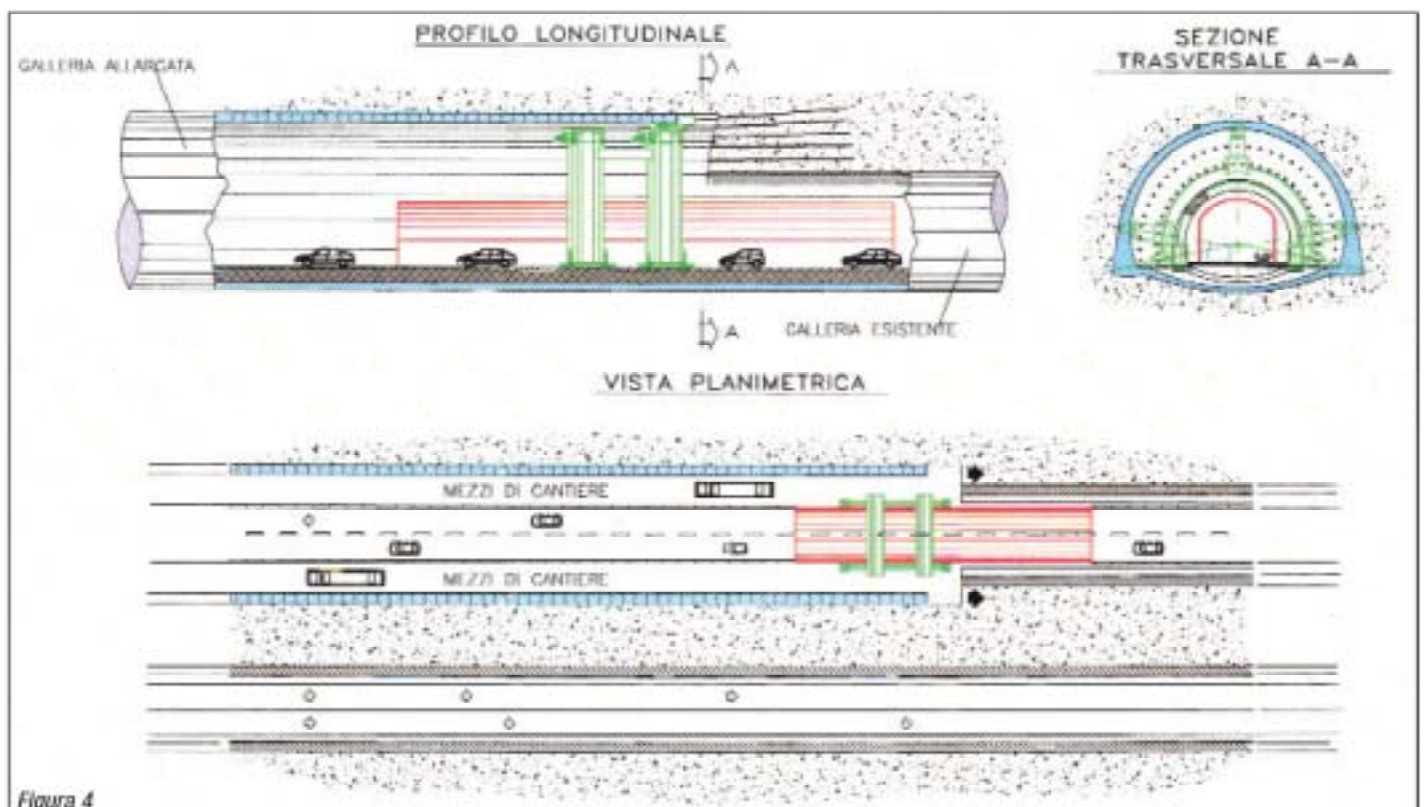 PROFILO LONGITUDINALE
GALLERIA ALLARGATA
A
SEZIONE
TRASVERSALE A-A
A
GALLERIA ESISTENTE
VISTA PLANIMETRICA
MEZZI DI CANTIERE
MEZZI DI CANTIERE
Figura 4